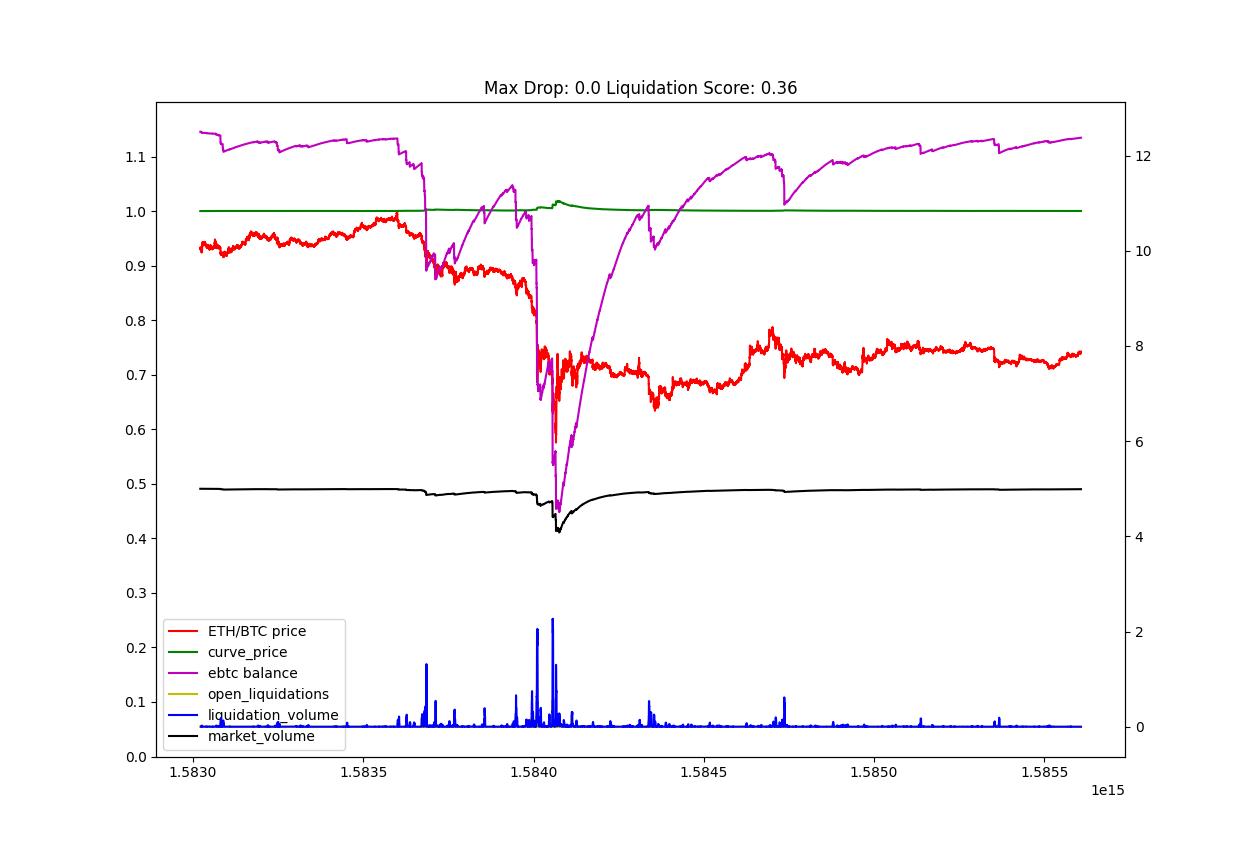 Max Drop: 0.0 Liquidation Score: 0.36
1.1
1.0
0.9
0.8
0.7
0.6
0.5
0.4
0.3
0.2
0.1
0.0
12
10
8
6
4
2
0
ETH/BTC price
curve_price
ebtc balance
open_liquidations
liquidation_volume
market_volume
1.5830 1.5835 1.5840 1.5845 1.5850 1.5855
1e15